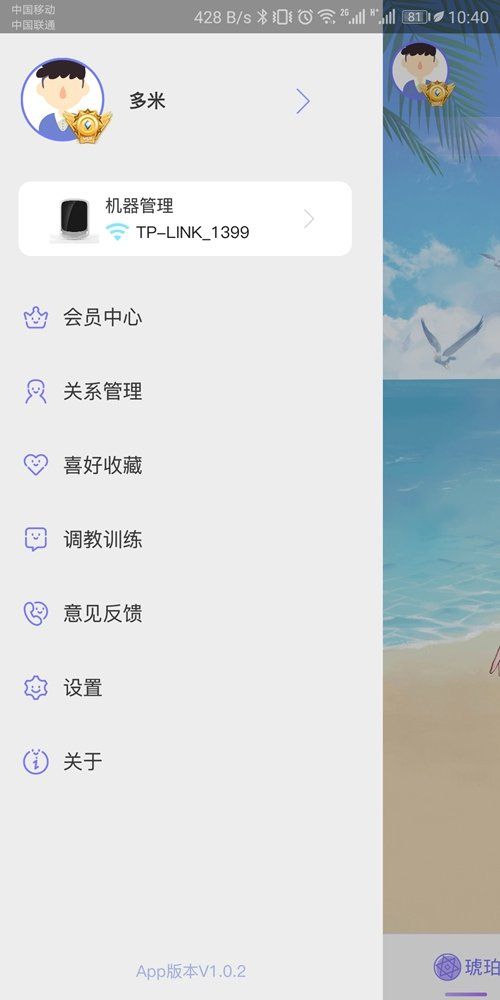 中国移动
中国联通
428 B/s
2G
H+
81
10:40
多米
机器管理
TP-LINK_1399
会员中心
关系管理
喜好收藏
调教训练
意见反馈
设置
关于
App版本V1.0.2
琥珀